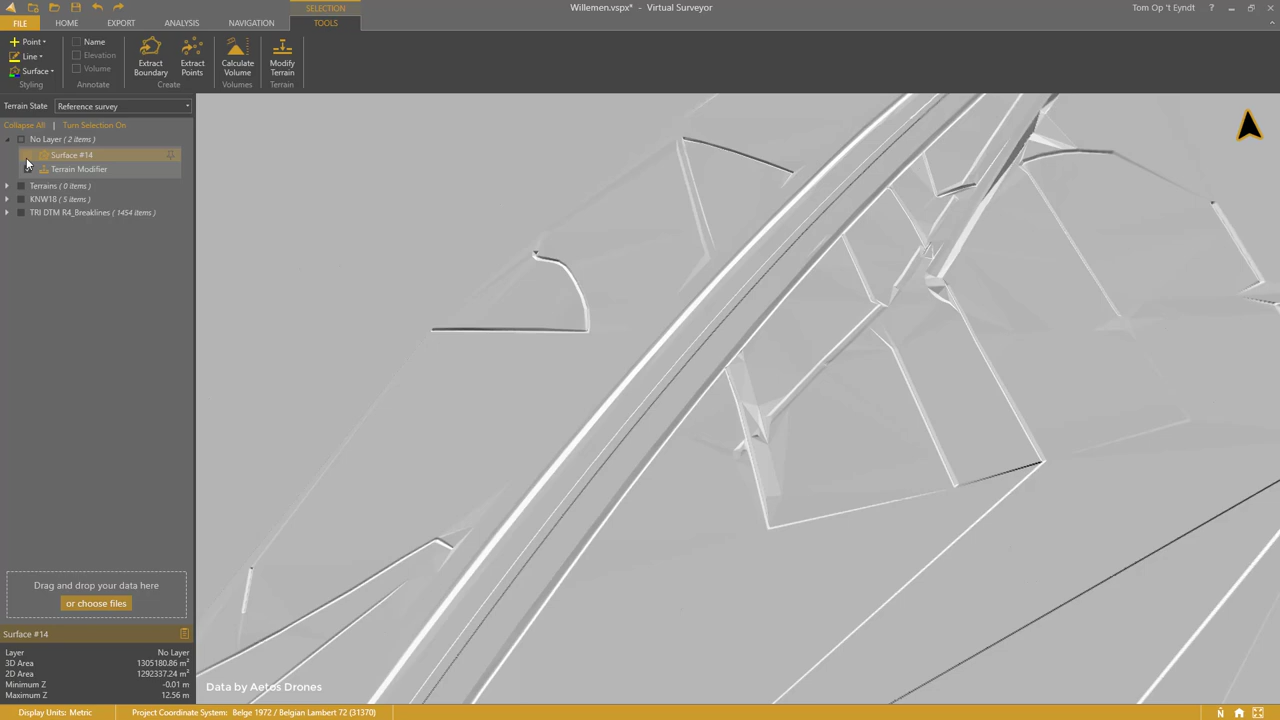 SELECTION
Willemen.vspx* - Virtual Surveyor
Tom Op 't Eyndt
?
FILE
HOME
EXPORT
ANALYSIS
NAVIGATION
TOOLS
Point
Line
Surface
Styling
Name
Elevation
Volume
Annotate
Extract
Boundary
Extract
Points
Create
Calculate
Volume
Volumes
Modify
Terrain
Terrain
Terrain State
Reference survey
Collapse All | Turn Selection On
No Layer ( 2 items )
Surface #14
Terrain Modifier
Terrains ( 0 items )
KNW18 ( 5 items )
TRI DTM R4_Breaklines ( 1454 items )
Drag and drop your data here
or choose files
Surface #14
Layer No Layer
3D Area 1305180.86 m²
2D Area 1292337.24 m²
Minimum Z -0.01 m
Maximum Z 12.56 m
Data by Aetos Drones
Display Units: Metric
Project Coordinate System: Belge 1972 / Belgian Lambert 72 (31370)
N